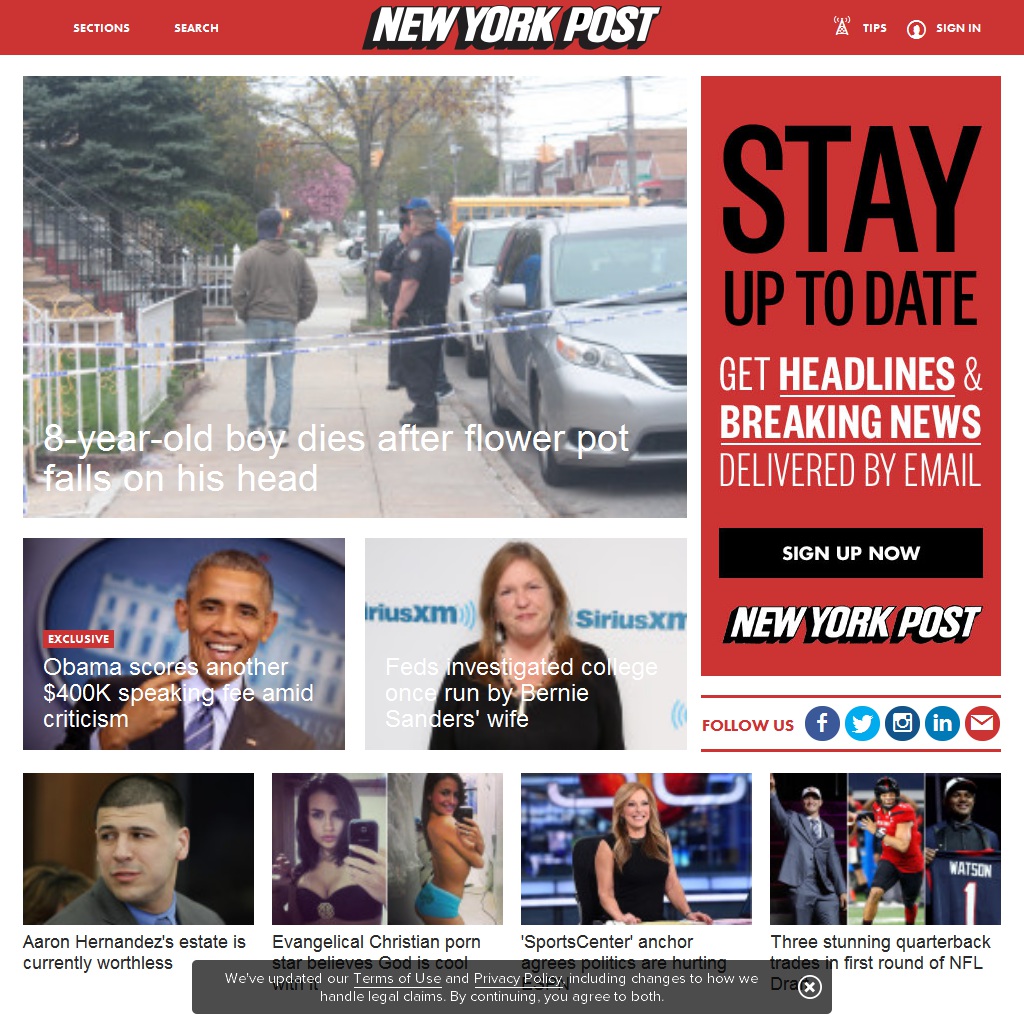 SECTIONS
SEARCH
NEW YORK POST
TIPS
SIGN IN
8-year-old boy dies after flower pot
falls on his head
STAY
UP TO DATE
GET HEADLINES &
BREAKING NEWS
DELIVERED BY EMAIL
SIGN UP NOW
NEW YORK POST
EXCLUSIVE
Obama scores another
$400K speaking fee amid
criticism
siriusxm
SiriusXM
Feds investigated college
once run by Bernie
Sanders' wife
FOLLOW US
WATSON
1
Aaron Hernandez's estate is
currently worthless
Evangelical Christian porn
star believes God is cool
with it
'SportsCenter' anchor
agrees politics are hurting
ESPN
Three stunning quarterback
trades in first round of NFL
Draft
We've updated our Terms of Use and Privacy Policy, including changes to how we
handle legal claims. By continuing, you agree to both.